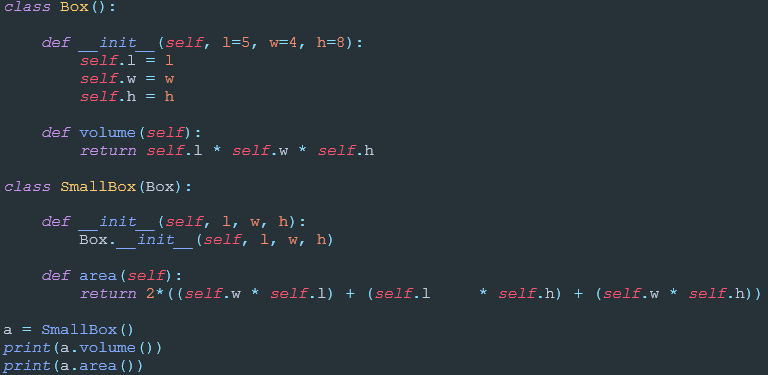 class Box():
    def __init__(self, l=5, w=4, h=8):
        self.l = l
        self.w = w
        self.h = h
    def volume(self):
        return self.l * self.w * self.h
class SmallBox(Box):
    def __init__(self, l, w, h):
        Box.__init__(self, l, w, h)
    def area(self):
        return 2*((self.w * self.l) + (self.l     * self.h) + (self.w * self.h))
a = SmallBox()
print(a.volume())
print(a.area())